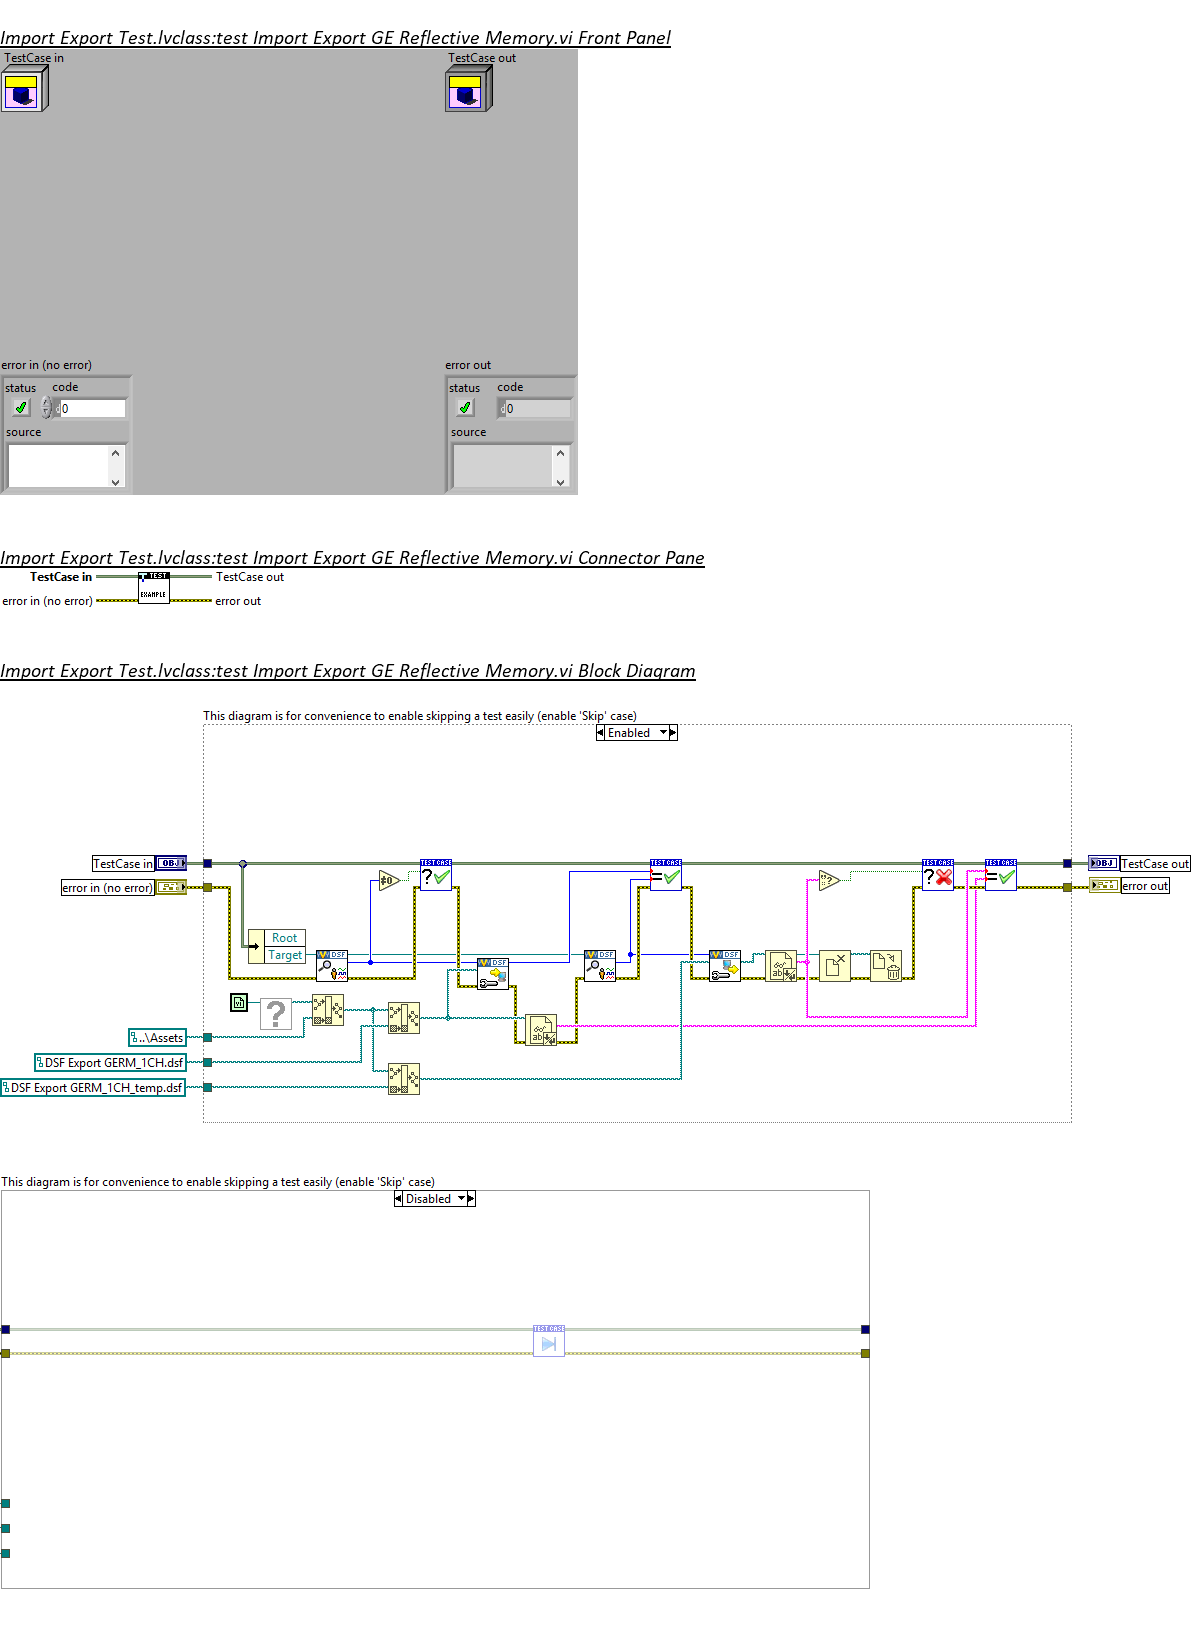 Import Export Test.lvclass:test Import Export GE Reflective Memory.vi Front Panel
TestCase in
TestCase out
error in (no error)
error out
status code
status code
d0
d0
source
source
Import Export Test.lvclass:test Import Export GE Reflective Memory.vi Connector Pane
TestCase in
TEST
TestCase out
error in (no error)
EXAMPLE
error out
Import Export Test.lvclass:test Import Export GE Reflective Memory.vi Block Diagram
This diagram is for convenience to enable skipping a test easily (enable 'Skip' case)
Enabled
TestCase in
OBJ
TEST CASE
TEST CASE
TEST CASE
TEST CASE
OBJ
TestCase out
?
≠0
=
?
?
=
error in (no error)
error out
Root
Target
DSF
DSF
DSF
DSF
ab
vi
?
ab
..\Assets
DSF Export GERM_1CH.dsf
DSF Export GERM_1CH_temp.dsf
This diagram is for convenience to enable skipping a test easily (enable 'Skip' case)
Disabled
TEST CASE